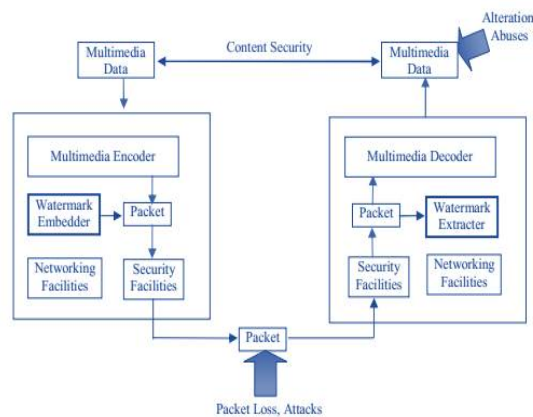 Alteration
Abuses
Multimedia
Data
Content Security
Multimedia
Data
Multimedia Encoder
Watermark
Embedder
Packet
Networking
Facilities
Security
Facilities
Multimedia Decoder
Packet
Watermark
Extracter
Security
Facilities
Networking
Facilities
Packet
Packet Loss, Attacks